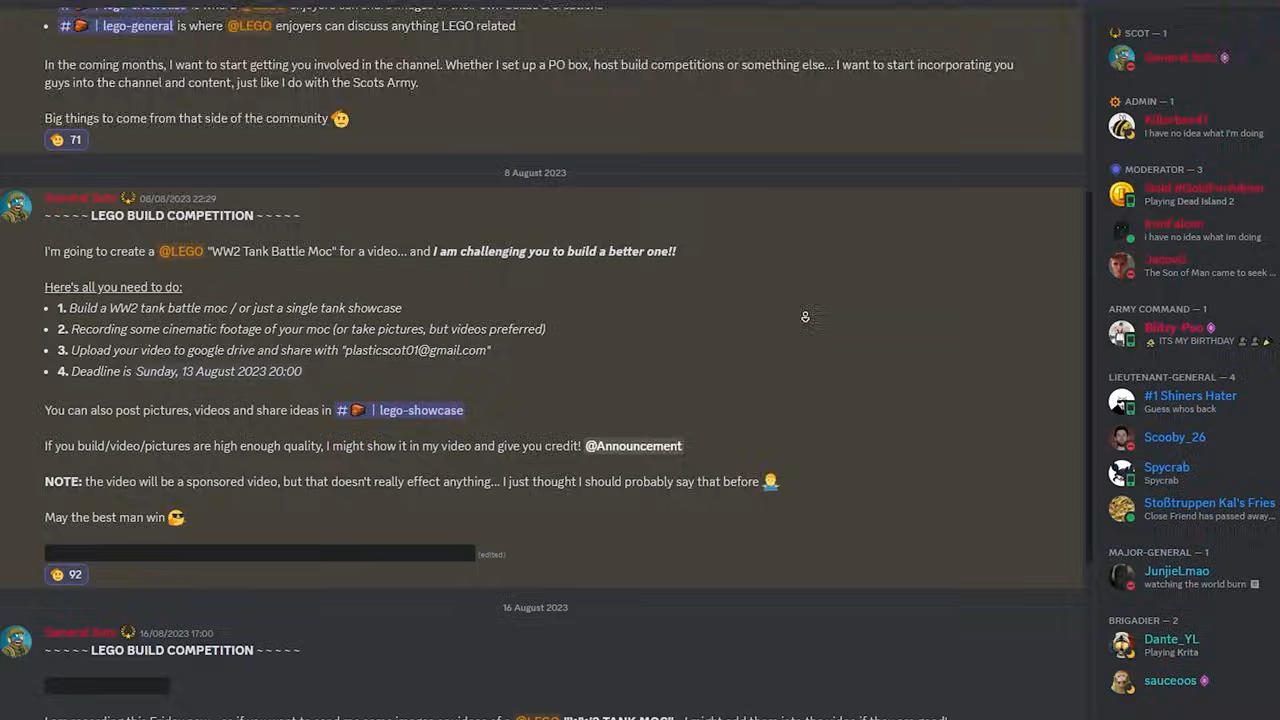 # | lego-general is where @LEGO enjoyers can discuss anything LEGO related
In the coming months, I want to start getting you involved in the channel. Whether I set up a PO box, host build competitions or something else... I want to start incorporating you
guys into the channel and content, just like I do with the Scots Army.
Big things to come from that side of the community
71
8 August 2023
08/08/2023 22:29
~ ~ ~ ~ ~ LEGO BUILD COMPETITION ~ ~ ~ ~ ~
I'm going to create a @LEGO "WW2 Tank Battle Moc" for a video... and I am challenging you to build a better one!!
Here's all you need to do:
1. Build a WW2 tank battle moc / or just a single tank showcase
2. Recording some cinematic footage of your moc (or take pictures, but videos preferred)
3. Upload your video to google drive and share with "plasticscot01@gmail.com"
4. Deadline is Sunday, 13 August 2023 20:00
You can also post pictures, videos and share ideas in # | lego-showcase
If you build/video/pictures are high enough quality, I might show it in my video and give you credit! @Announcement
NOTE: the video will be a sponsored video, but that doesn't really effect anything... I just thought I should probably say that before
May the best man win
(edited)
92
16 August 2023
16/08/2023 17:00
~ ~ ~ ~ ~ LEGO BUILD COMPETITION ~ ~ ~ ~ ~
SCOT — 1
ADMIN — 1
I have no idea what I'm doing
MODERATOR — 3
Playing Dead Island 2
i have no idea what im doing
The Son of Man came to seek ...
ARMY COMMAND — 1
Blitzy-Poo
ITS MY BIRTHDAY
LIEUTENANT-GENERAL — 4
#1 Shiners Hater
Guess whos back
Scooby_26
Spycrab
Spycrab
Stoßtruppen Kal's Fries
Close Friend has passed away...
MAJOR-GENERAL — 1
JunjieLmao
watching the world burn
BRIGADIER — 2
Dante_YL
Playing Krita
sauceoos